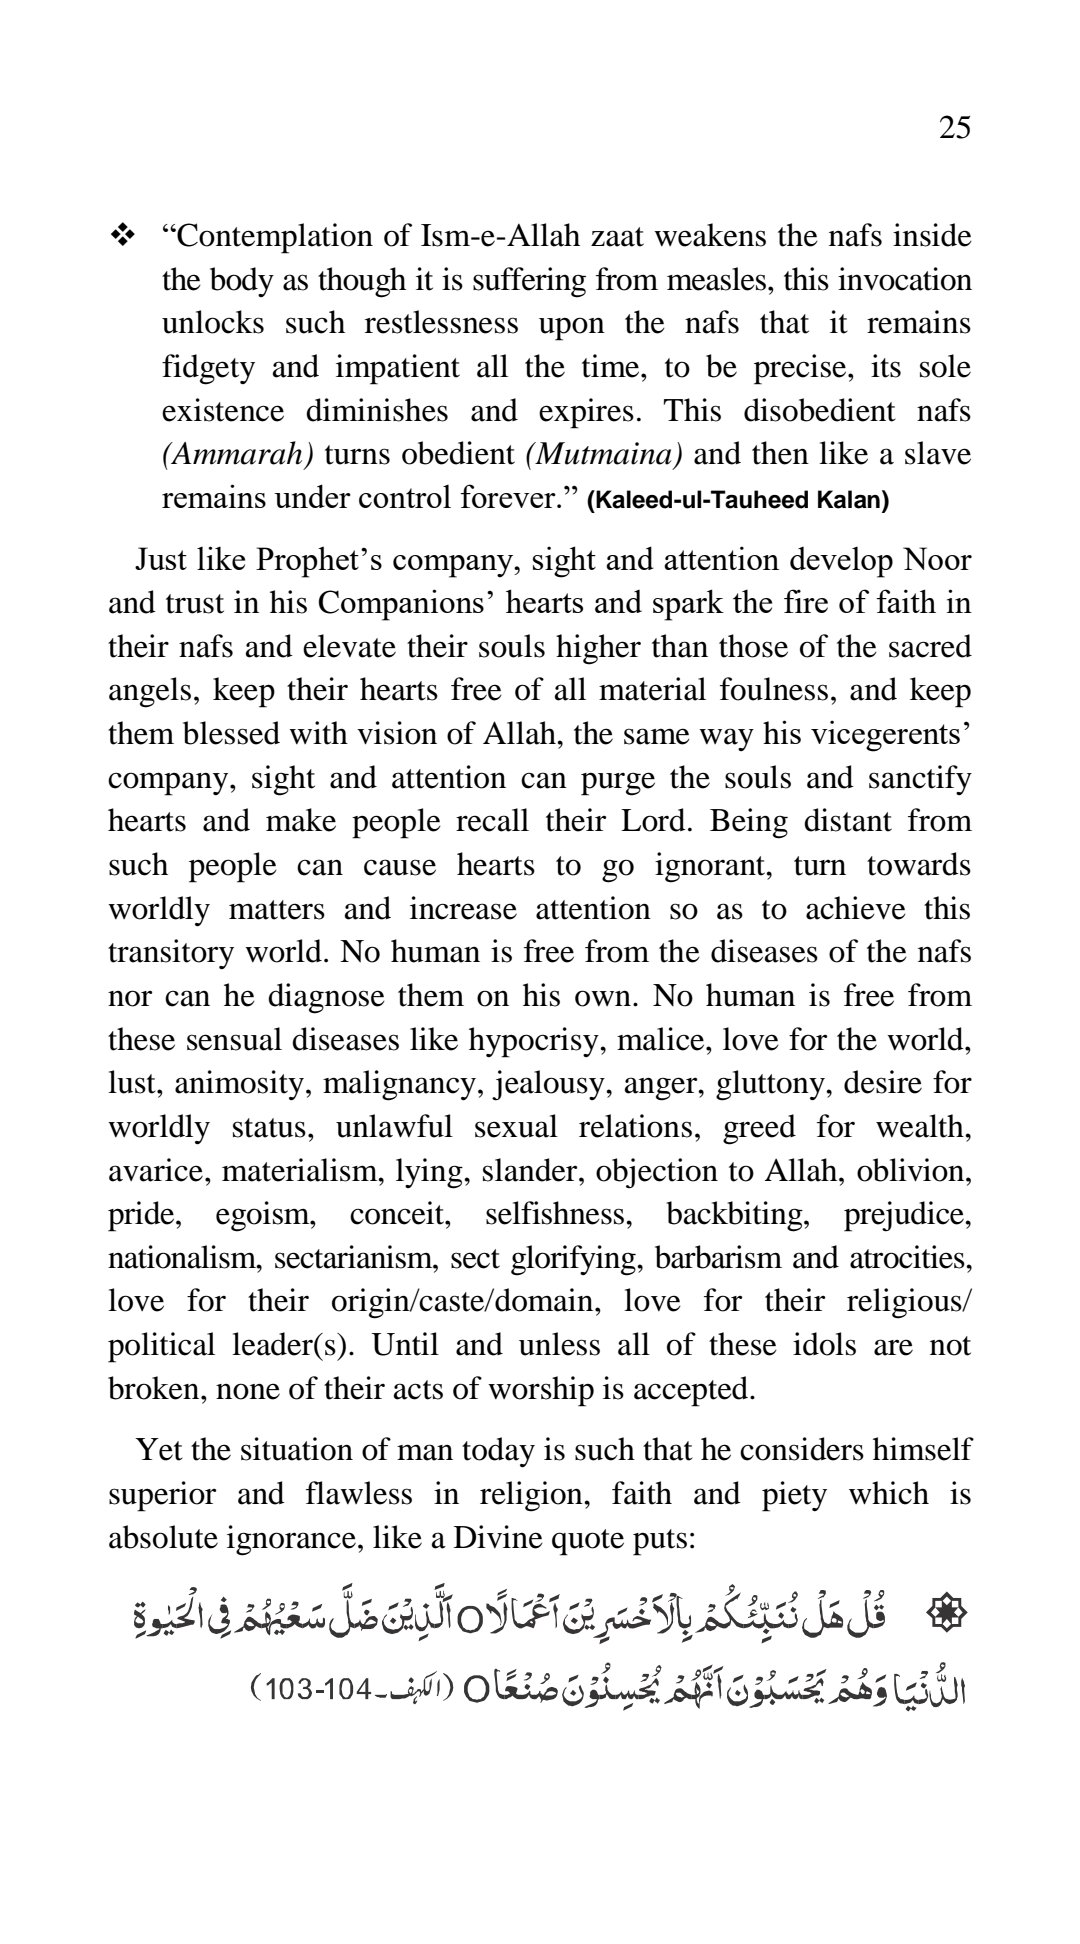 25
❖ “Contemplation of Ism-e-Allah zaat weakens the nafs inside
the body as though it is suffering from measles, this invocation
unlocks such restlessness upon the nafs that it remains
fidgety and impatient all the time, to be precise, its sole
existence diminishes and expires. This disobedient nafs
(Ammarah) turns obedient (Mutmaina) and then like a slave
remains under control forever.” (Kaleed-ul-Tauheed Kalan)
Just like Prophet’s company, sight and attention develop Noor
and trust in his Companions’ hearts and spark the fire of faith in
their nafs and elevate their souls higher than those of the sacred
angels, keep their hearts free of all material foulness, and keep
them blessed with vision of Allah, the same way his vicegerents’
company, sight and attention can purge the souls and sanctify
hearts and make people recall their Lord. Being distant from
such people can cause hearts to go ignorant, turn towards
worldly matters and increase attention so as to achieve this
transitory world. No human is free from the diseases of the nafs
nor can he diagnose them on his own. No human is free from
these sensual diseases like hypocrisy, malice, love for the world,
lust, animosity, malignancy, jealousy, anger, gluttony, desire for
worldly status, unlawful sexual relations, greed for wealth,
avarice, materialism, lying, slander, objection to Allah, oblivion,
pride, egoism, conceit, selfishness, backbiting, prejudice,
nationalism, sectarianism, sect glorifying, barbarism and atrocities,
love for their origin/caste/domain, love for their religious/
political leader(s). Until and unless all of these idols are not
broken, none of their acts of worship is accepted.
Yet the situation of man today is such that he considers himself
superior and flawless in religion, faith and piety which is
absolute ignorance, like a Divine quote puts:
قُلْ هَلْ نُنَبِّئُكُمْ بِالْاَخْسَرِيْنَ اَعْمَالًا○ اَلَّذِيْنَ ضَلَّ سَعْيُهُمْ فِى الْحَيٰوةِ
الدُّنْيَا وَهُمْ يَحْسَبُوْنَ اَنَّهُمْ يُحْسِنُوْنَ صُنْعًا○ (الکہف۔104-103)